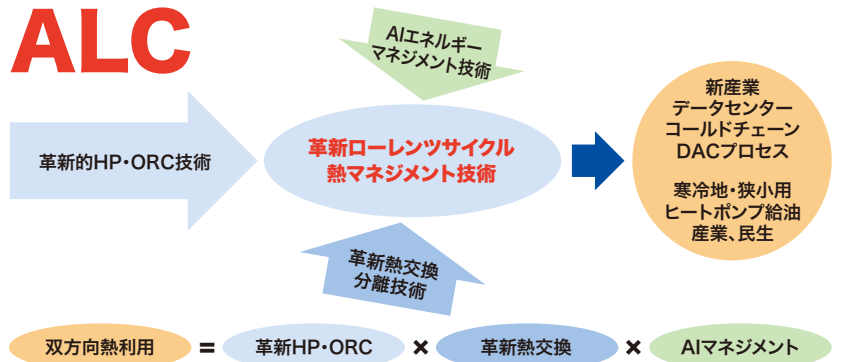 ALC
AIエネルギー
マネジメント技術
革新的HP・ORC技術
革新ローレンツサイクル
熱マネジメント技術
新産業
データセンター
コールドチェーン
DACプロセス
寒冷地・狭小用
ヒートポンプ給油
産業、民生
革新熱交換
分離技術
双方向熱利用 = 革新HP・ORC × 革新熱交換 × AIマネジメント